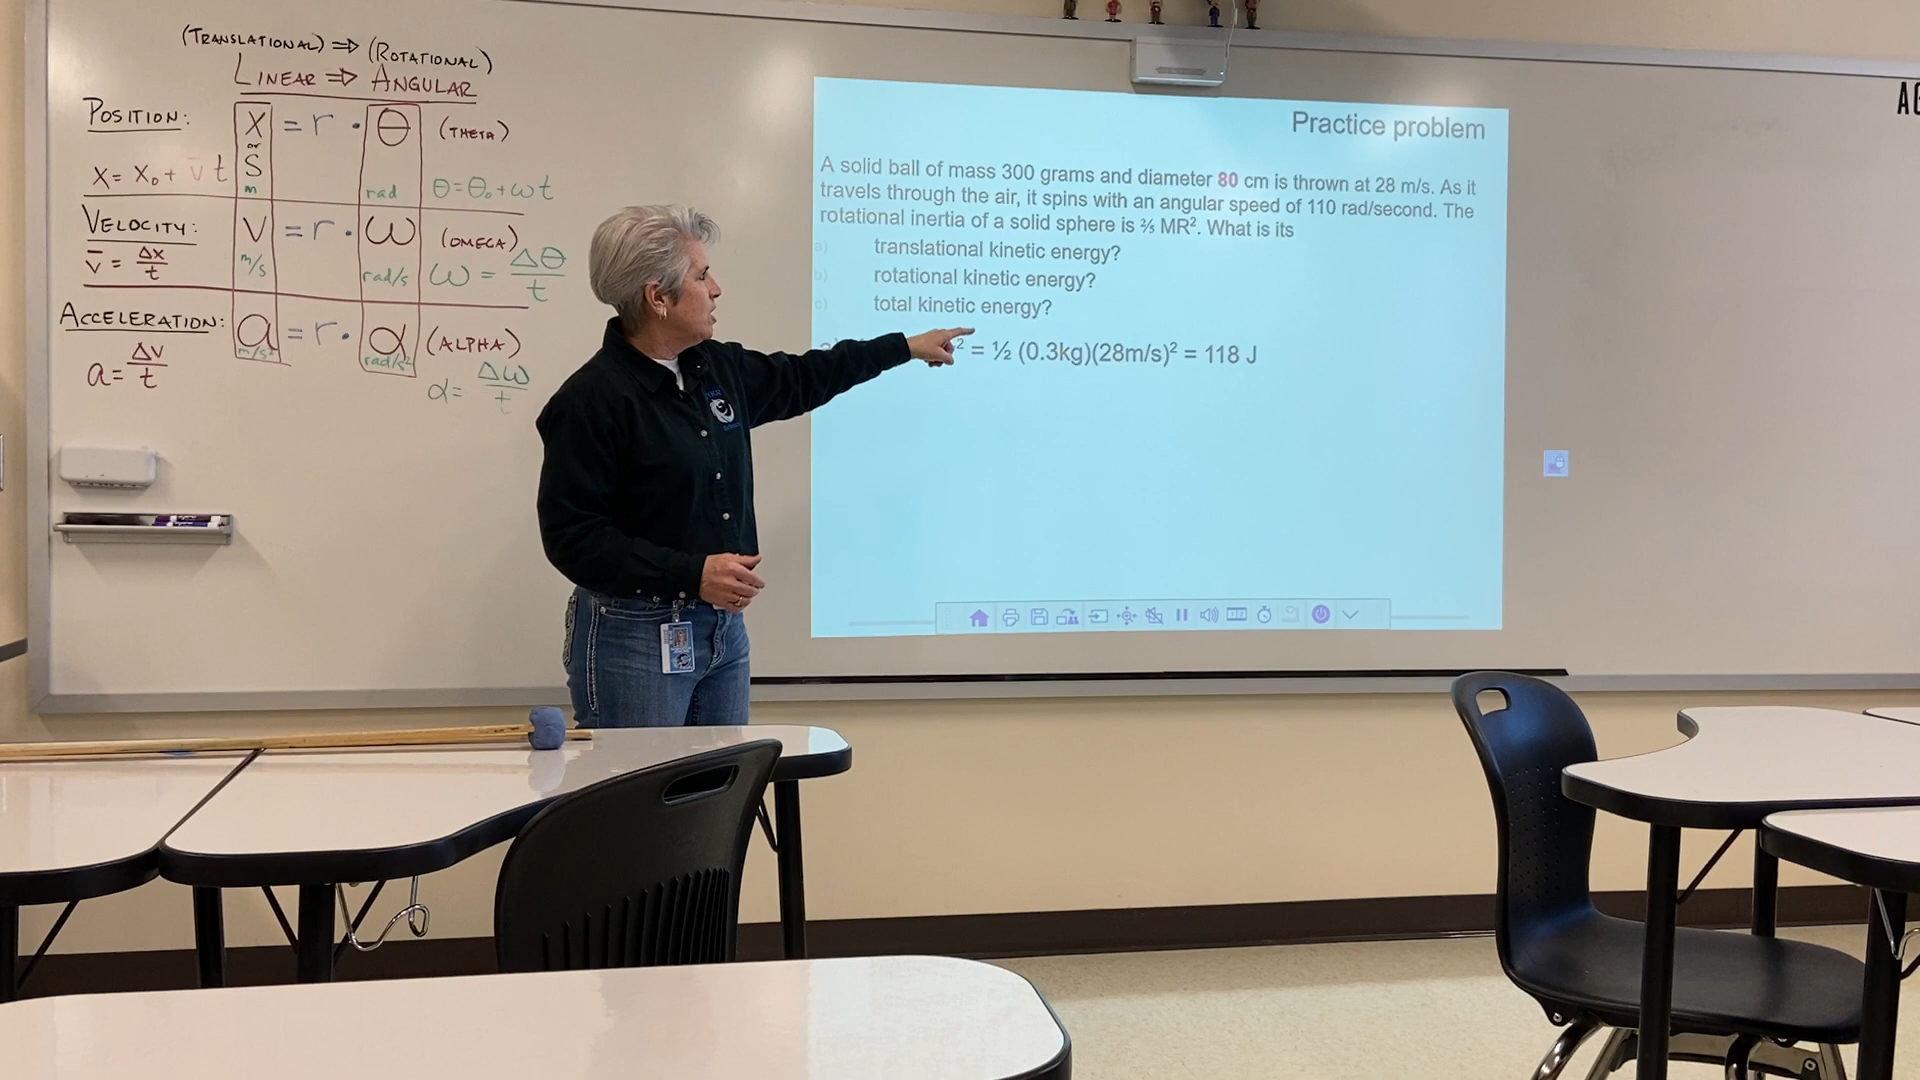 (TRANSLATIONAL) ⇒ (ROTATIONAL)
LINEAR ⇒ ANGULAR
POSITION:
X = r · θ (THETA)
or
S
m
rad
X = X₀ + v̄ t
θ = θ₀ + ωt
VELOCITY:
V = r · ω (OMEGA)
m/s
rad/s
v̄ = Δx/t
ω = Δθ/t
ACCELERATION:
a = r · α (ALPHA)
m/s²
rad/s²
a = Δv/t
α = Δω/t
Practice problem
A solid ball of mass 300 grams and diameter 80 cm is thrown at 28 m/s. As it
travels through the air, it spins with an angular speed of 110 rad/second. The
rotational inertia of a solid sphere is ⅖ MR². What is its
a) translational kinetic energy?
b) rotational kinetic energy?
c) total kinetic energy?
² = ½ (0.3kg)(28m/s)² = 118 J